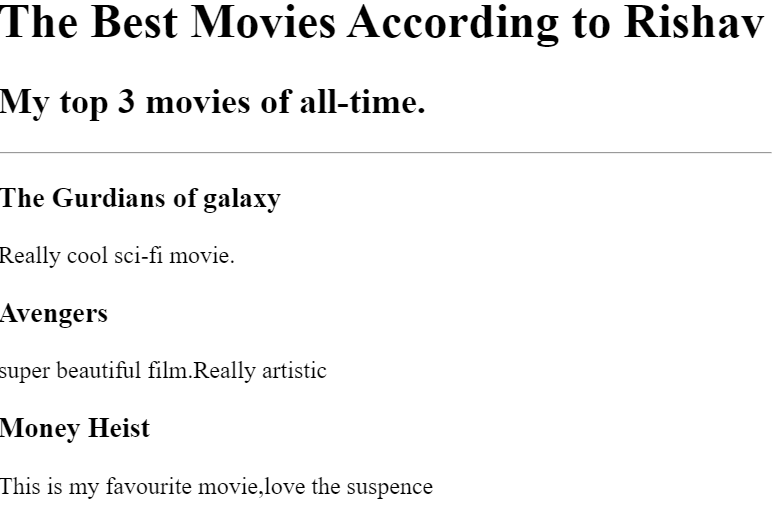 The Best Movies According to Rishav
My top 3 movies of all-time.
The Gurdians of galaxy
Really cool sci-fi movie.
Avengers
super beautiful film.Really artistic
Money Heist
This is my favourite movie,love the suspence